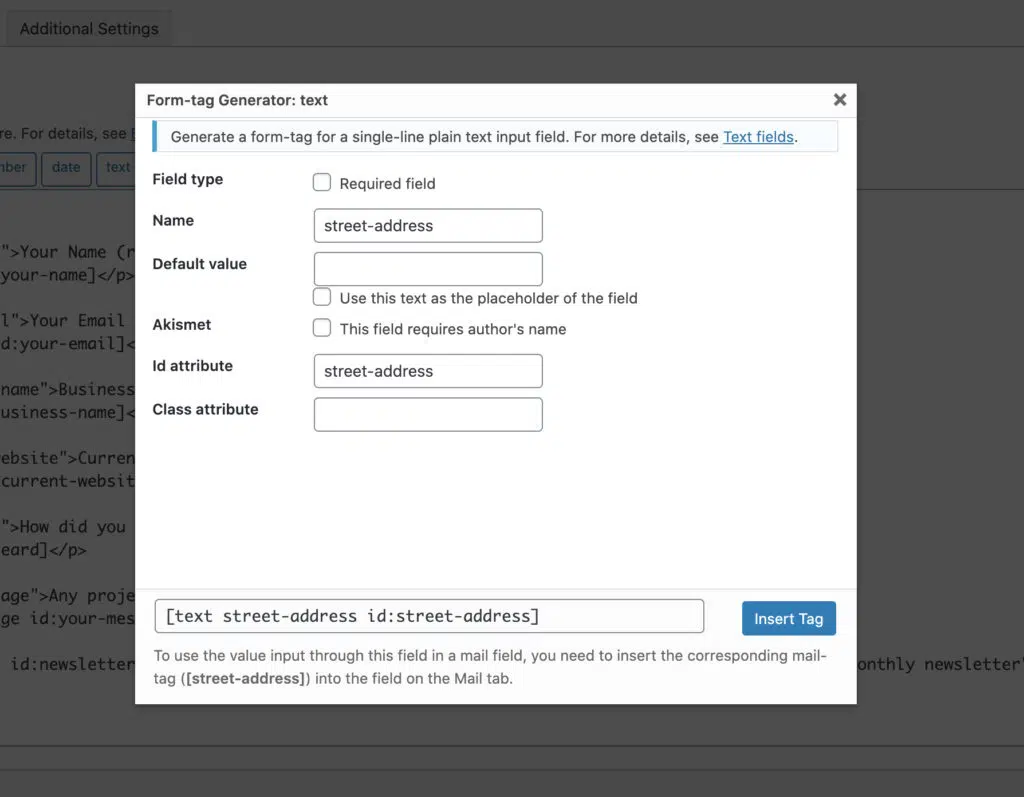 Additional Settings
Form-tag Generator: text
re. For details, see
Generate a form-tag for a single-line plain text input field. For more details, see Text fields.
date
text
Field type
Required field
Name
street-address
">Your Name (r
your-name]</p>
Default value
Use this text as the placeholder of the field
Akismet
This field requires author's name
l">Your Email
d:your-email]<
Id attribute
street-address
name">Business
usiness-name]<
Class attribute
ebsite">Curren
current-websit
">How did you
eard]</p>
age">Any proje
ge id:your-mes
[text street-address id:street-address]
Insert Tag
id:newsletter
To use the value input through this field in a mail field, you need to insert the corresponding mail-
tag ([street-address]) into the field on the Mail tab.
onthly newsletter"